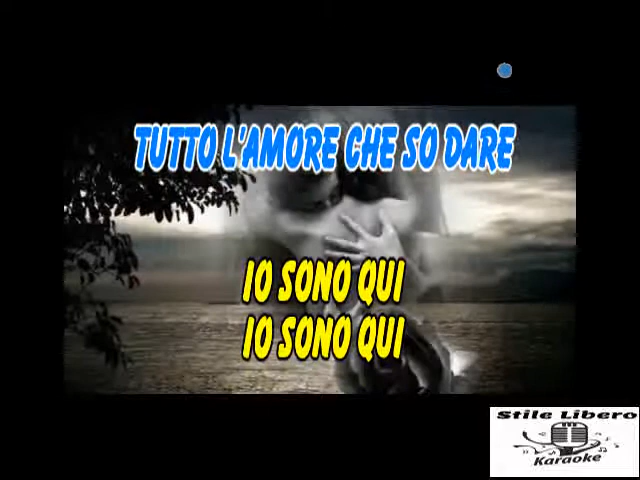 TUTTO L'AMORE CHE SO DARE
IO SONO QUI
IO SONO QUI
Stile Libero
Karaoke